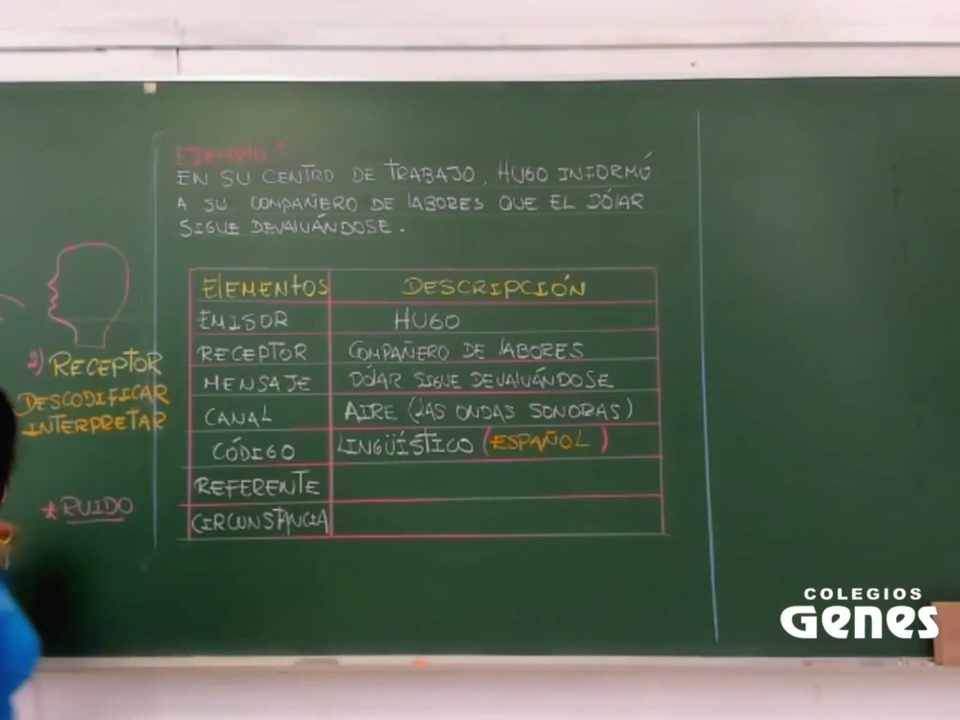 Ejemplo:
EN SU CENTRO DE TRABAJO, HUGO INFORMÓ
A SU COMPAÑERO DE LABORES QUE EL DÓLAR
SIGUE DEVALUÁNDOSE.
ELEMENTOS DESCRIPCIÓN
EMISOR HUGO
RECEPTOR COMPAÑERO DE LABORES
MENSAJE DÓLAR SIGUE DEVALUÁNDOSE
CANAL AIRE (LAS ONDAS SONORAS)
CÓDIGO LINGÜÍSTICO (ESPAÑOL)
REFERENTE
CIRCUNSTANCIA
2) RECEPTOR
DESCODIFICAR
INTERPRETAR
* RUIDO
COLEGIOS
GENES